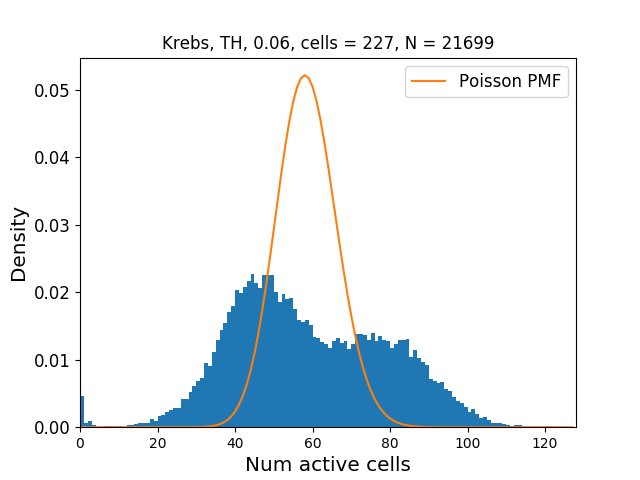 Krebs, TH, 0.06, cells = 227, N = 21699
Poisson PMF
Density
0.05
0.04
0.03
0.02
0.01
0.00
0 20 40 60 80 100 120
Num active cells